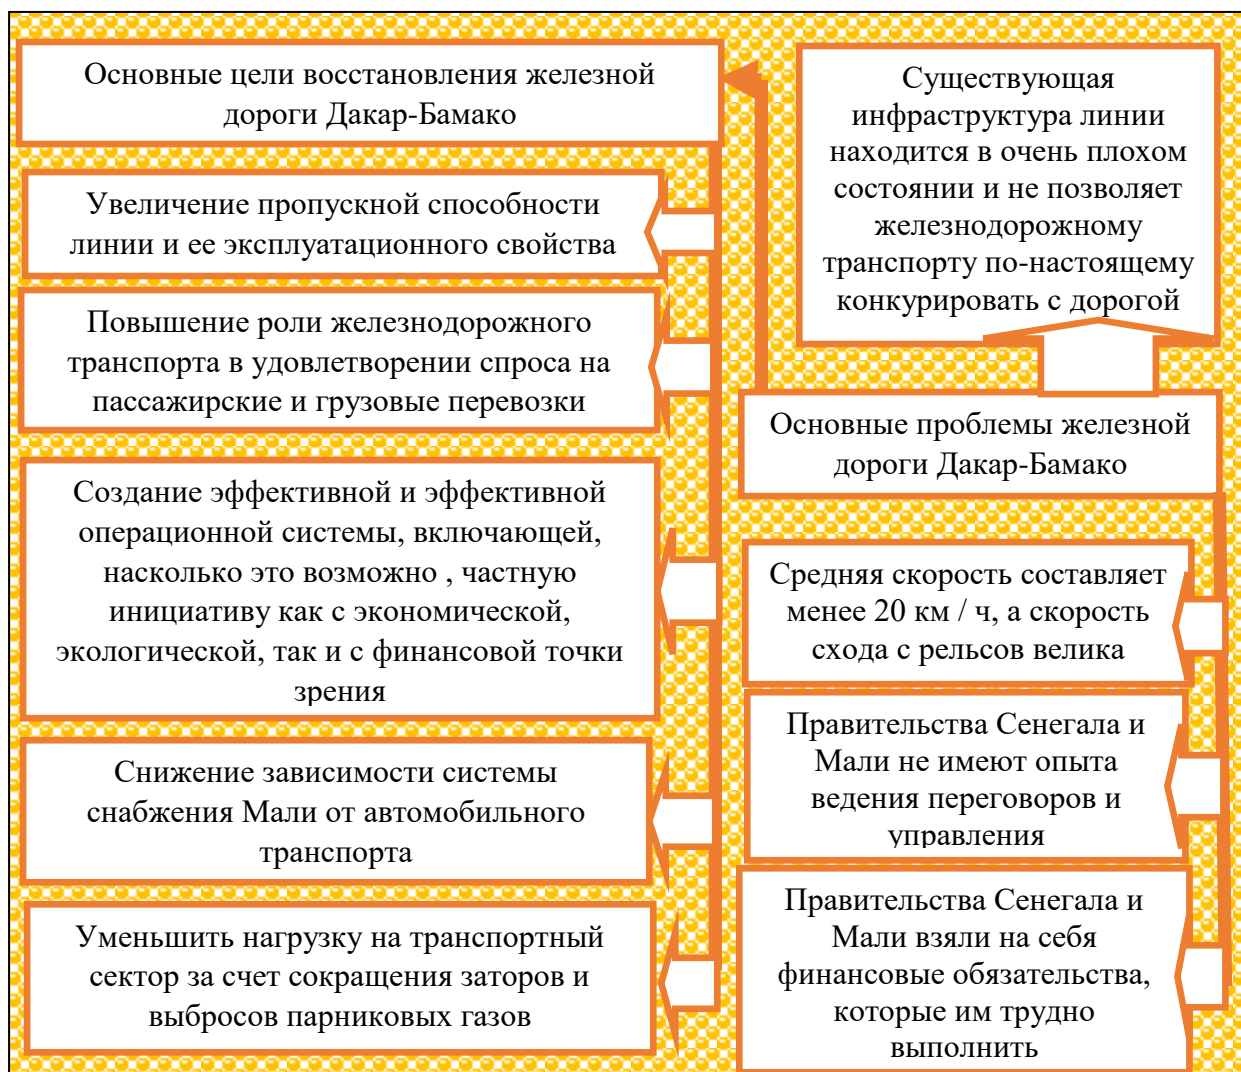 Основные цели восстановления железной
дороги Дакар-Бамако
Увеличение пропускной способности
линии и ее эксплуатационного свойства
Повышение роли железнодорожного
транспорта в удовлетворении спроса на
пассажирские и грузовые перевозки
Создание эффективной и эффективной
операционной системы, включающей,
насколько это возможно , частную
инициативу как с экономической,
экологической, так и с финансовой точки
зрения
Снижение зависимости системы
снабжения Мали от автомобильного
транспорта
Уменьшить нагрузку на транспортный
сектор за счет сокращения заторов и
выбросов парниковых газов
Существующая
инфраструктура линии
находится в очень плохом
состоянии и не позволяет
железнодорожному
транспорту по-настоящему
конкурировать с дорогой
Основные проблемы железной
дороги Дакар-Бамако
Средняя скорость составляет
менее 20 км / ч, а скорость
схода с рельсов велика
Правительства Сенегала и
Мали не имеют опыта
ведения переговоров и
управления
Правительства Сенегала и
Мали взяли на себя
финансовые обязательства,
которые им трудно
выполнить